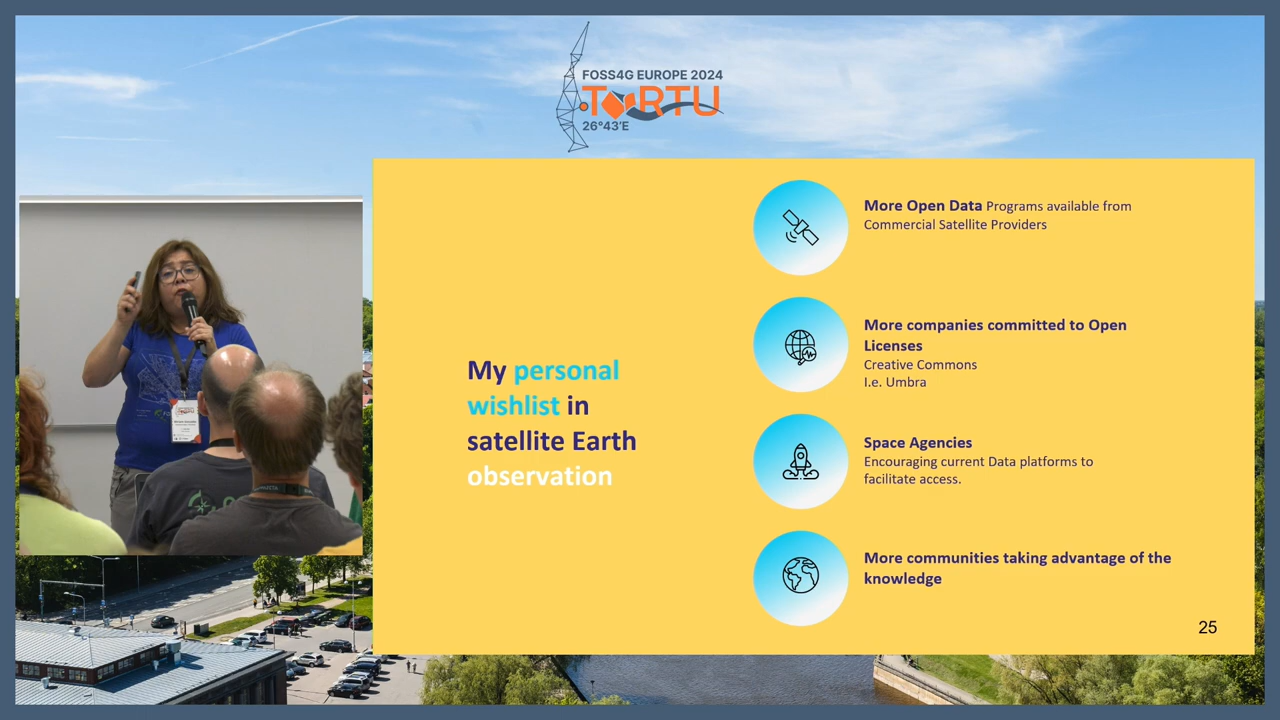 FOSS4G EUROPE 2024
TARTU
26°43'E
My personal
wishlist in
satellite Earth
observation
More Open Data Programs available from
Commercial Satellite Providers
More companies committed to Open
Licenses
Creative Commons
I.e. Umbra
Space Agencies
Encouraging current Data platforms to
facilitate access.
More communities taking advantage of the
knowledge
25